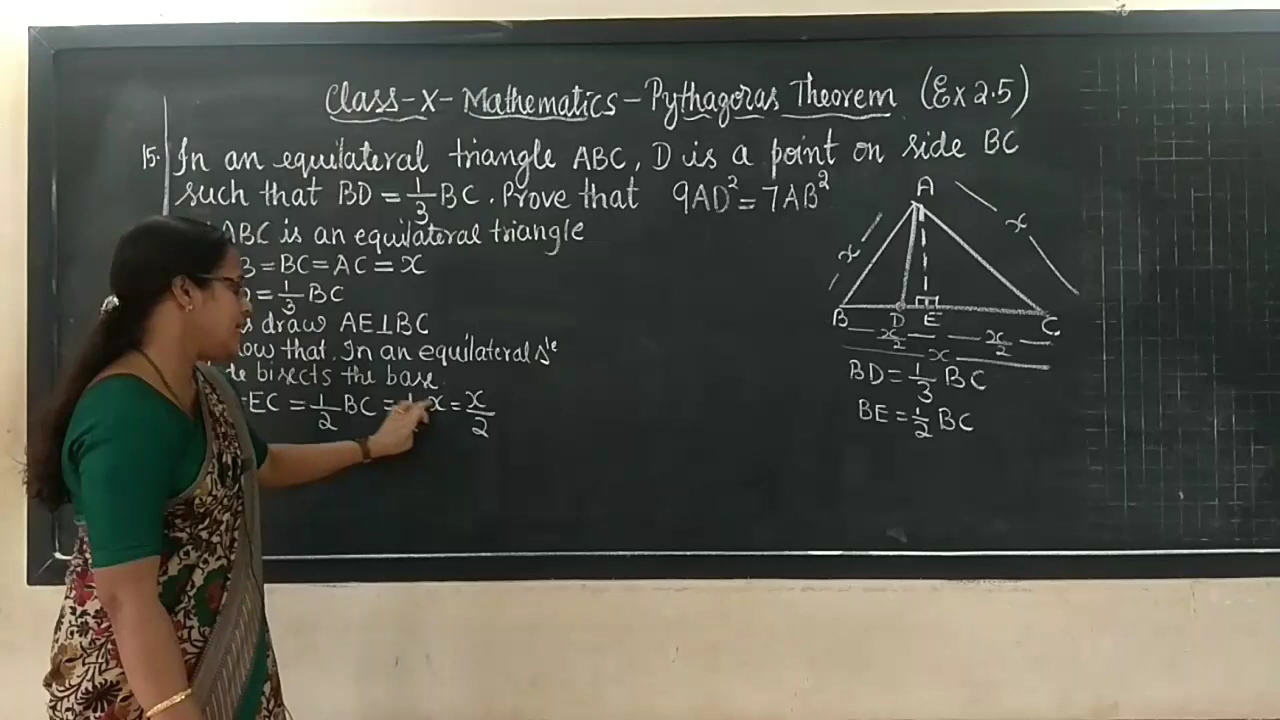 Class-X-Mathematics-Pythagoras Theorem (Ex 2.5)
15. In an equilateral triangle ABC, D is a point on side BC
such that BD = 1/3 BC. Prove that 9AD² = 7AB²
ABC is an equilateral triangle
B = BC = AC = x
= 1/3 BC
draw AE⊥BC
that. In an equilateral Δˡᵉ
bisects the base.
EC = 1/2 BC = x = x/2
A
x
x
B D E C
x/2 x/2
x
BD = 1/3 BC
BE = 1/2 BC